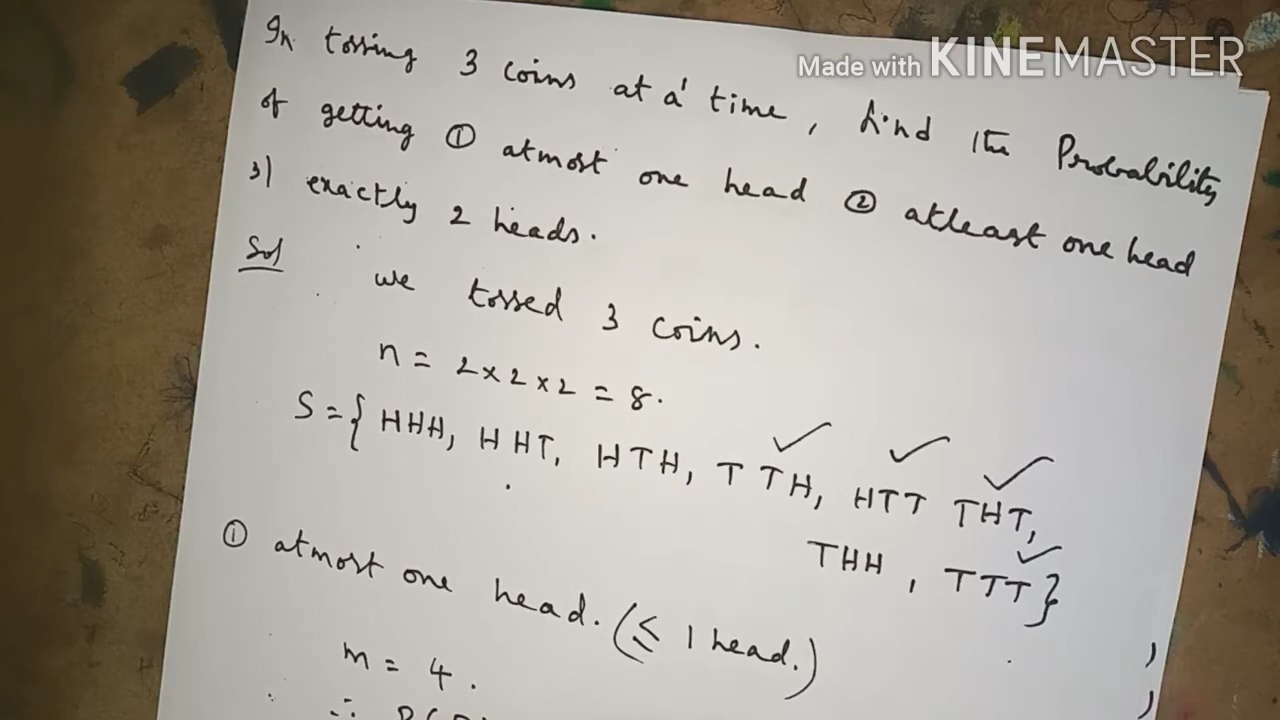 Made with KINEMASTER
In tossing 3 coins at a time, find the Probability
of getting ① atmost one head ② atleast one head
3) exactly 2 heads.
Sol
we tossed 3 coins.
n = 2×2×2 = 8.
S = { HHH, HHT, HTH, TTH, HTT THT,
THH, TTT }
① atmost one head. (≤ 1 head.)
m = 4.
∴